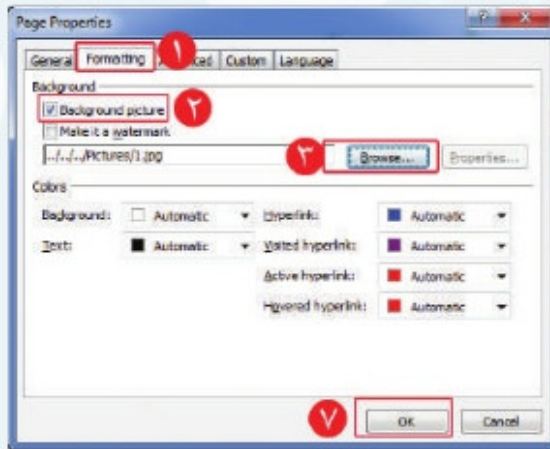 Page Properties
General Formatting Advanced Custom Language
١
Background
Background picture
٢
Make it a watermark
../../../Pictures/1.jpg ٣ Browse... Properties...
Colors
Background: Automatic Hyperlink: Automatic
Text: Automatic Visited hyperlink: Automatic
Active hyperlink: Automatic
Hovered hyperlink: Automatic
٧ OK Cancel